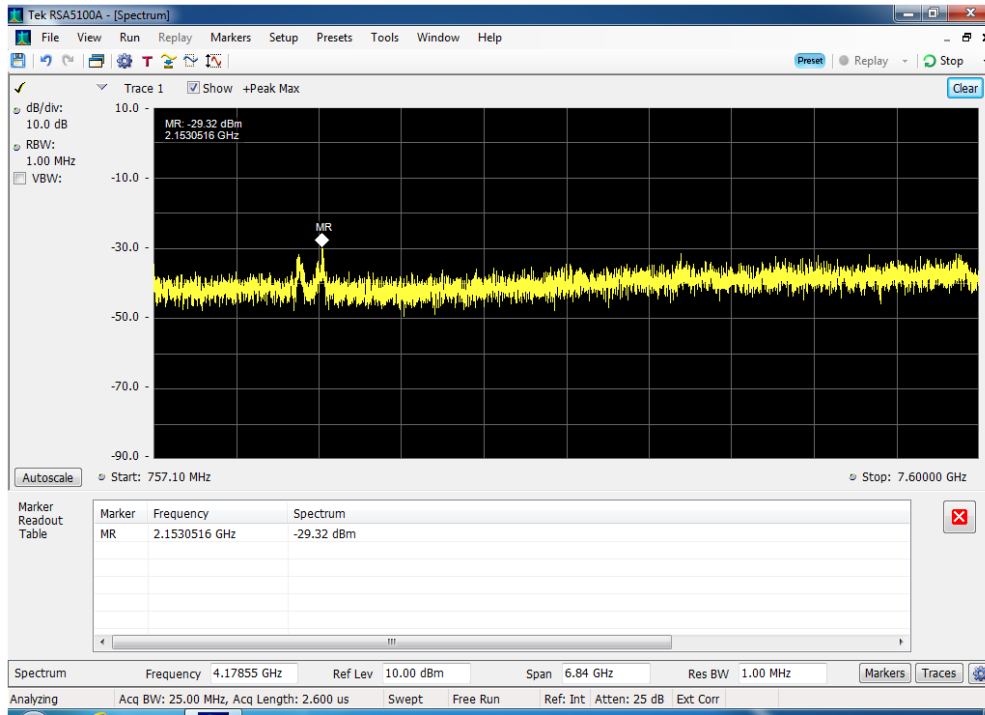 Tek RSA5100A - [Spectrum]
File View Run Replay Markers Setup Presets Tools Window Help
T Preset Replay Stop
Trace 1 Show +Peak Max Clear
dB/div:
10.0 dB
RBW:
1.00 MHz
VBW:
10.0
-10.0
-30.0
-50.0
-70.0
-90.0
MR: -29.32 dBm
2.1530516 GHz
MR
Autoscale Start: 757.10 MHz Stop: 7.60000 GHz
Marker
Readout
Table
Marker Frequency Spectrum
MR 2.1530516 GHz -29.32 dBm
Spectrum Frequency 4.17855 GHz Ref Lev 10.00 dBm Span 6.84 GHz Res BW 1.00 MHz Markers Traces
Analyzing Acq BW: 25.00 MHz, Acq Length: 2.600 us Swept Free Run Ref: Int Atten: 25 dB Ext Corr